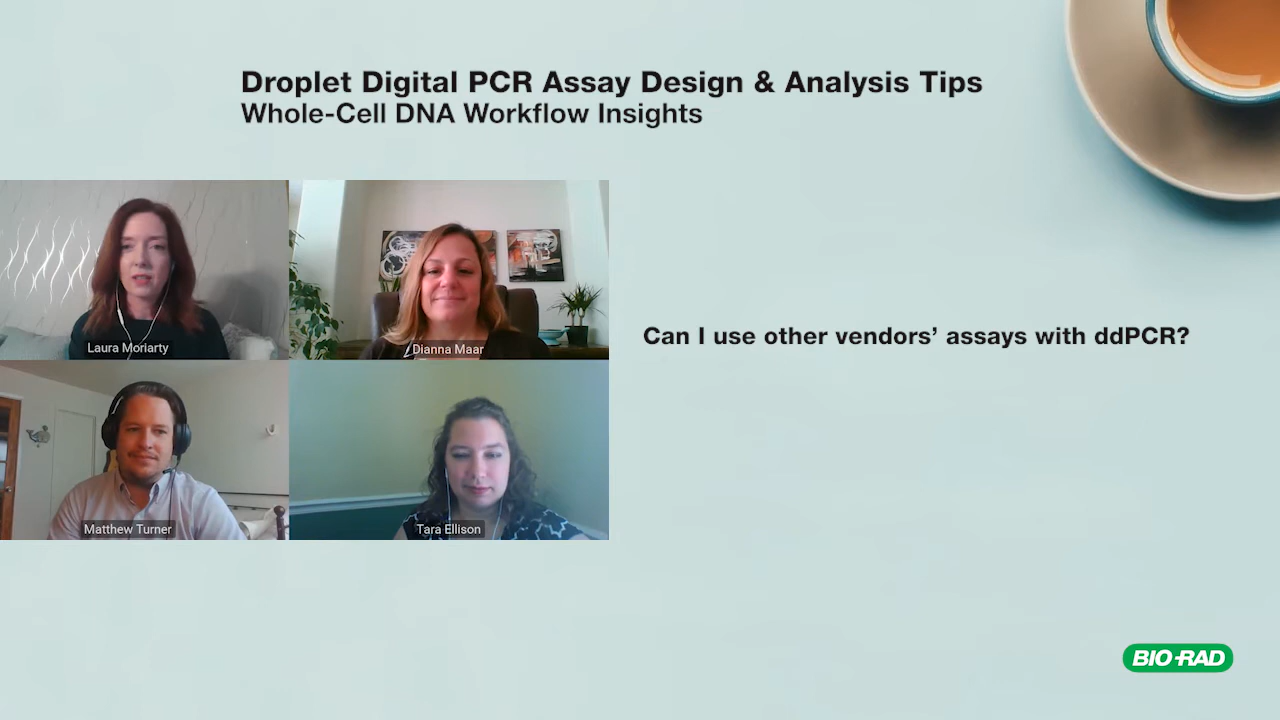 Droplet Digital PCR Assay Design & Analysis Tips
Whole-Cell DNA Workflow Insights
Laura Moriarty
Dianna Maar
Can I use other vendors’ assays with ddPCR?
Matthew Turner
Tara Ellison
BIO-RAD